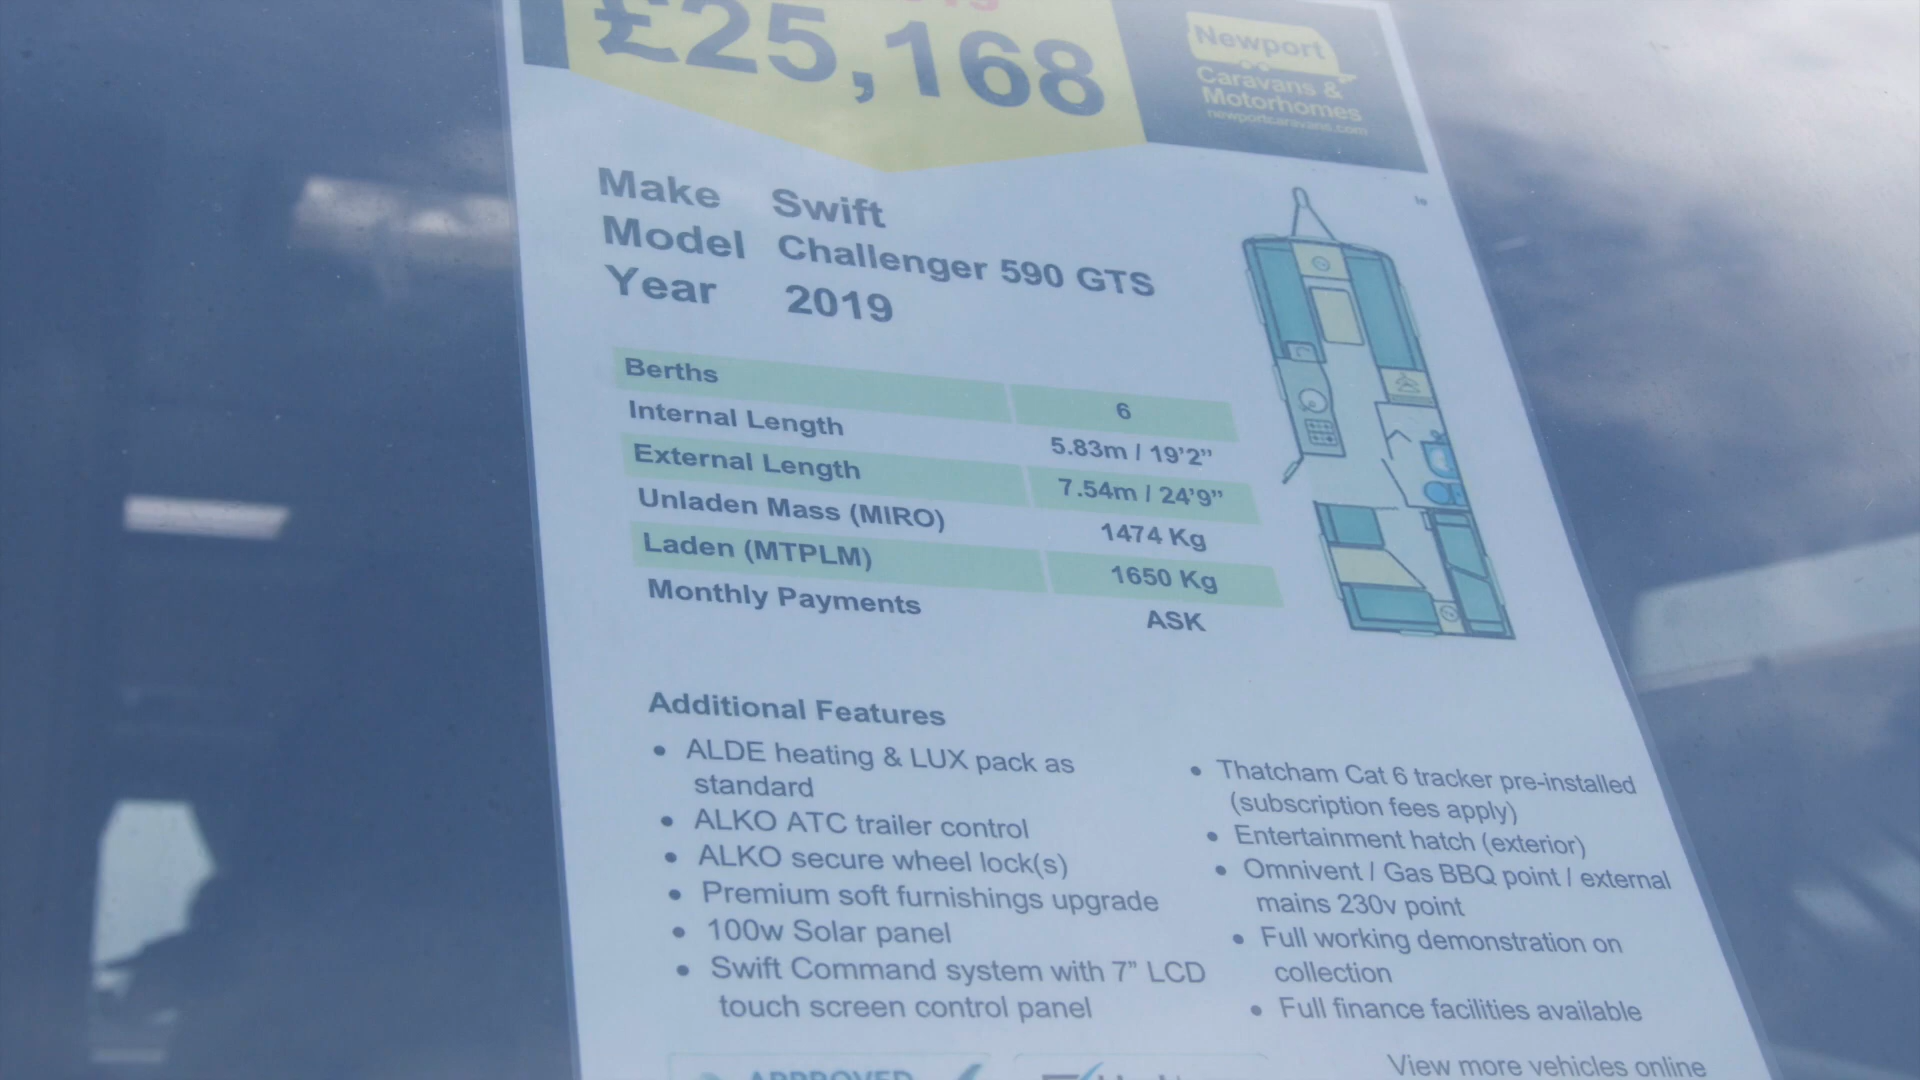 £25,168
Newport
Caravans &
Motorhomes
newportcaravans.com
Make Swift
Model Challenger 590 GTS
Year 2019
Berths 6
Internal Length 5.83m / 19'2”
External Length 7.54m / 24'9”
Unladen Mass (MIRO) 1474 Kg
Laden (MTPLM) 1650 Kg
Monthly Payments ASK
Additional Features
• ALDE heating & LUX pack as
standard
• ALKO ATC trailer control
• ALKO secure wheel lock(s)
• Premium soft furnishings upgrade
• 100w Solar panel
• Swift Command system with 7” LCD
touch screen control panel
• Thatcham Cat 6 tracker pre-installed
(subscription fees apply)
• Entertainment hatch (exterior)
• Omnivent / Gas BBQ point / external
mains 230v point
• Full working demonstration on
collection
• Full finance facilities available
APPROVED
View more vehicles online